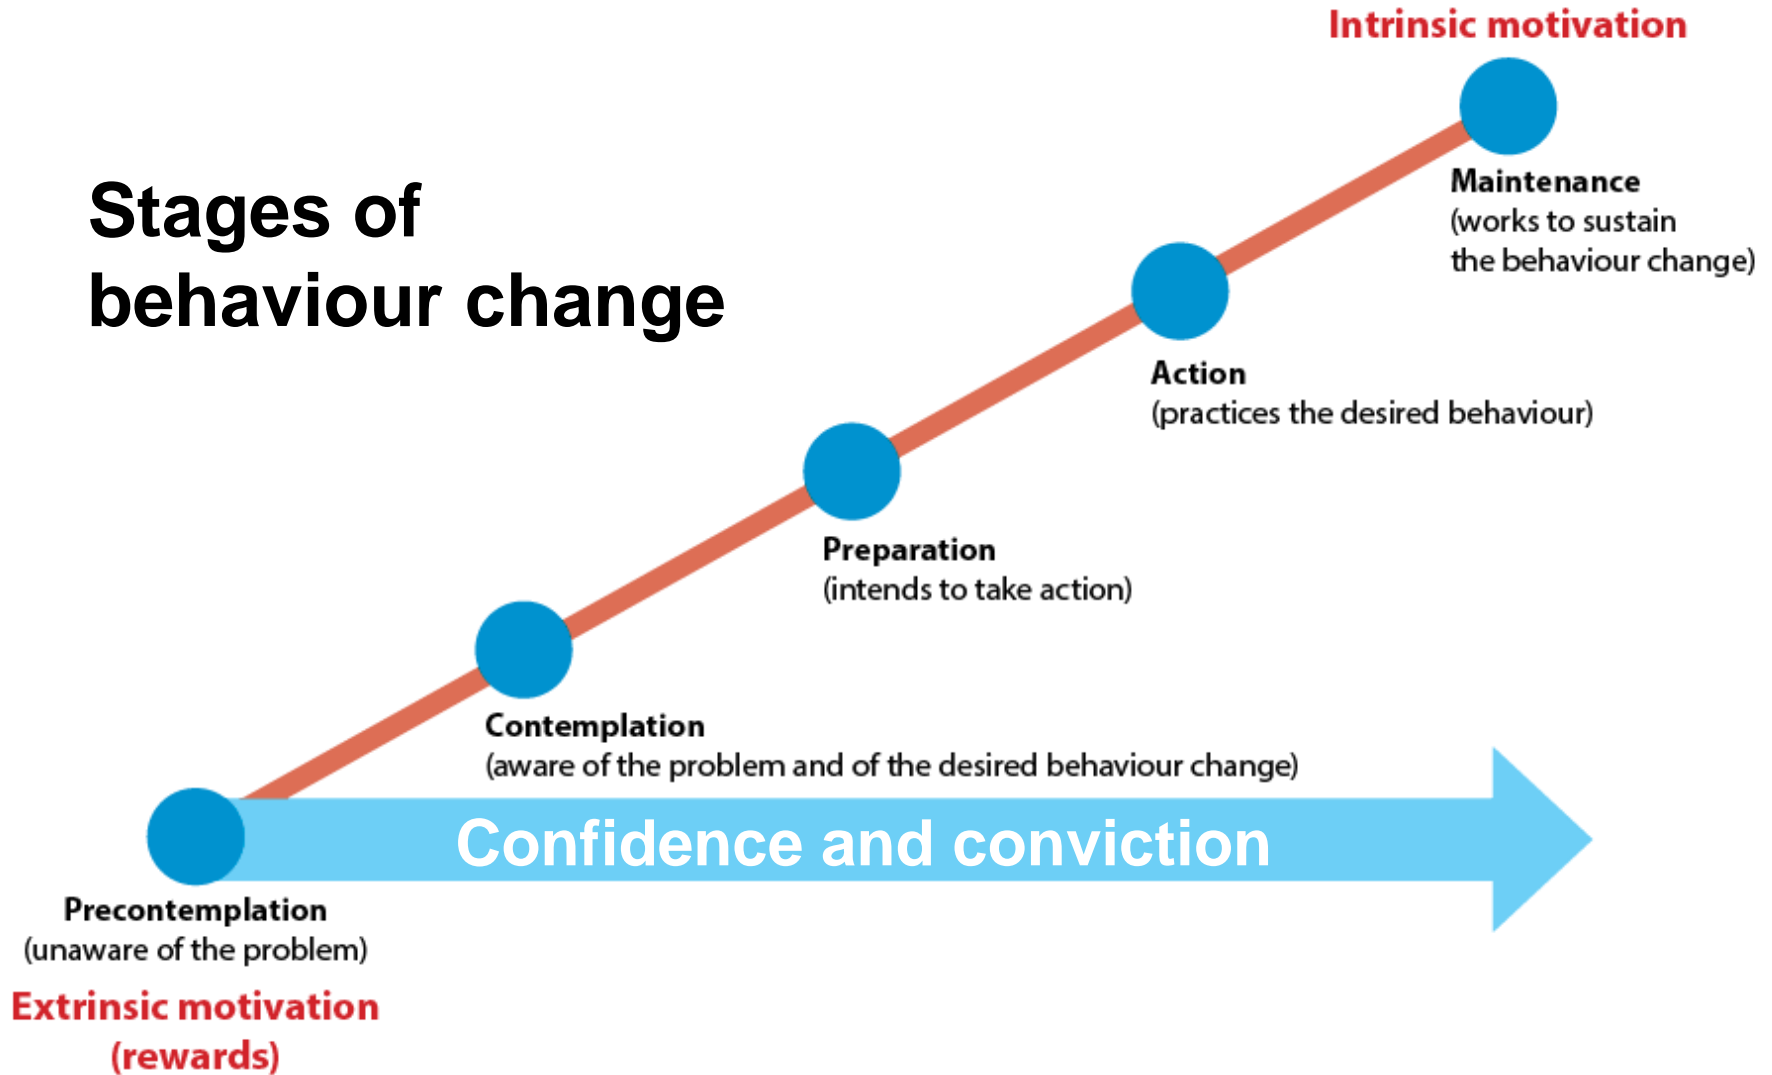 Intrinsic motivation
Stages of
behaviour change
Maintenance
(works to sustain
the behaviour change)
Action
(practices the desired behaviour)
Preparation
(intends to take action)
Contemplation
(aware of the problem and of the desired behaviour change)
Confidence and conviction
Precontemplation
(unaware of the problem)
Extrinsic motivation
(rewards)